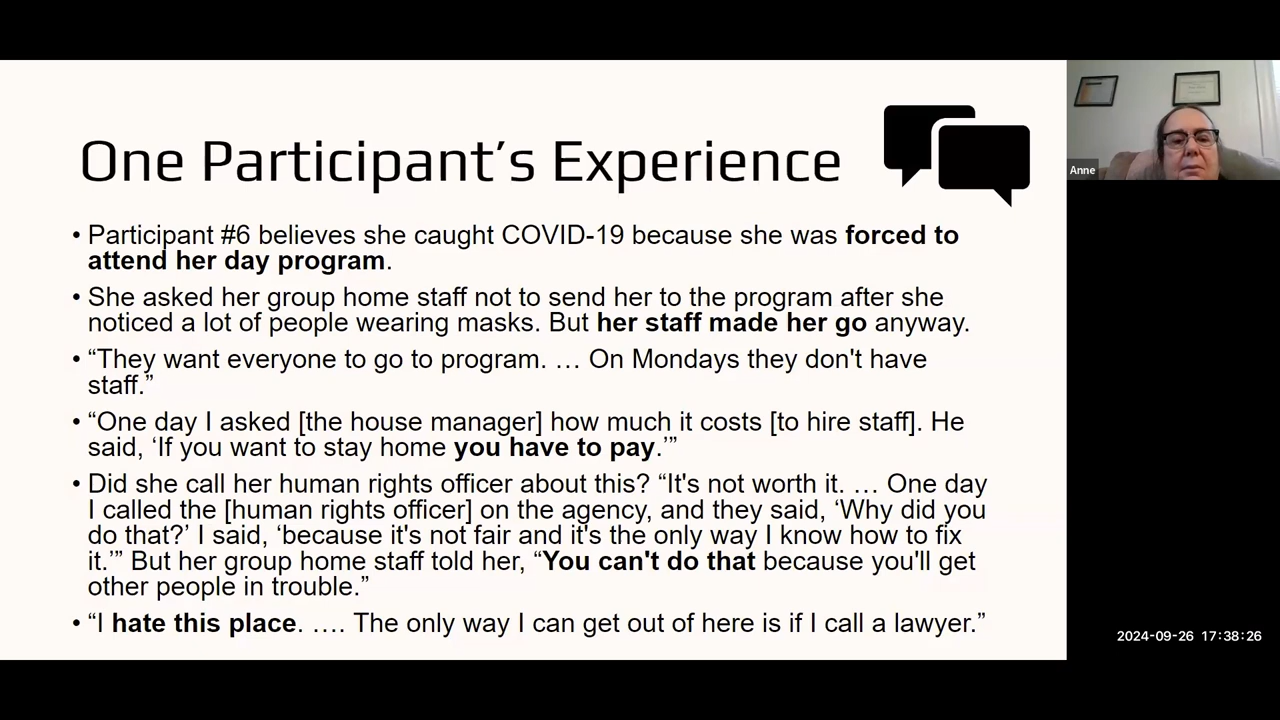 One Participant’s Experience
• Participant #6 believes she caught COVID-19 because she was forced to
attend her day program.
• She asked her group home staff not to send her to the program after she
noticed a lot of people wearing masks. But her staff made her go anyway.
• “They want everyone to go to program. … On Mondays they don't have
staff.”
• “One day I asked [the house manager] how much it costs [to hire staff]. He
said, ‘If you want to stay home you have to pay.’”
• Did she call her human rights officer about this? “It's not worth it. … One day
I called the [human rights officer] on the agency, and they said, ‘Why did you
do that?’ I said, ‘because it's not fair and it's the only way I know how to fix
it.’” But her group home staff told her, “You can't do that because you'll get
other people in trouble.”
• “I hate this place. …. The only way I can get out of here is if I call a lawyer.”
Anne
2024-09-26 17:38:26